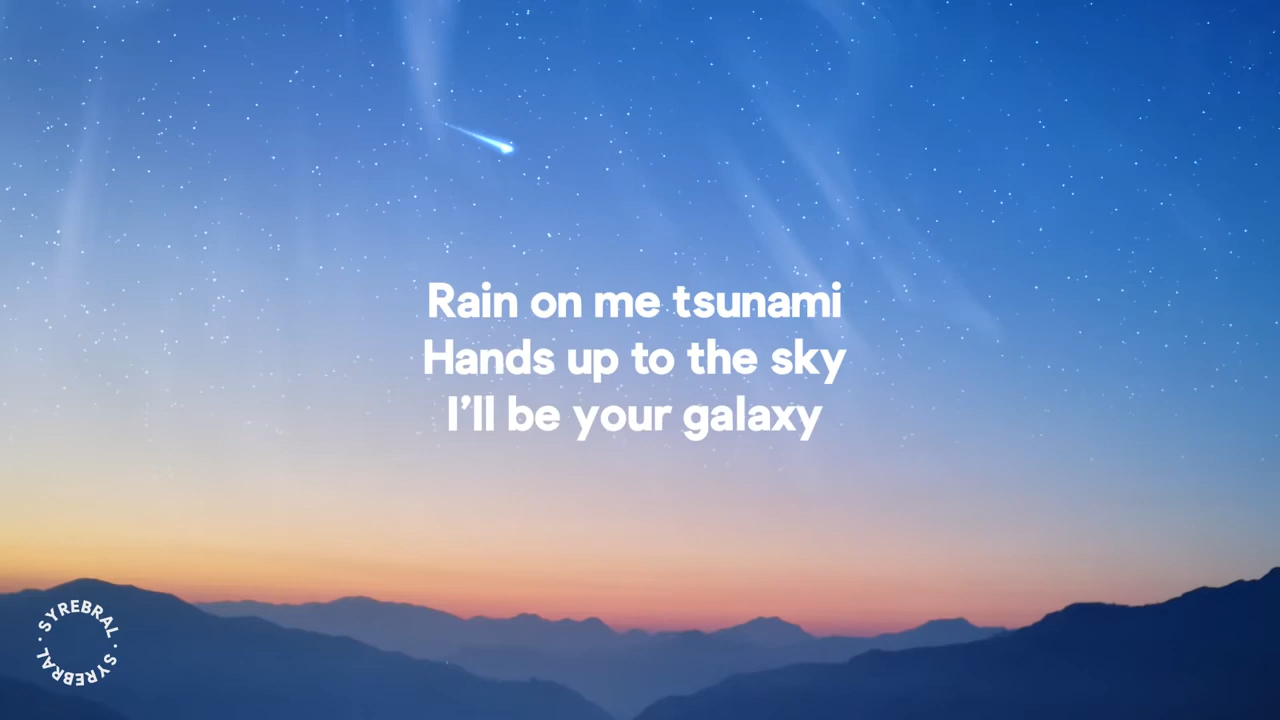 Rain on me tsunami
Hands up to the sky
I’ll be your galaxy
SYREBRAL · SYREBRAL ·